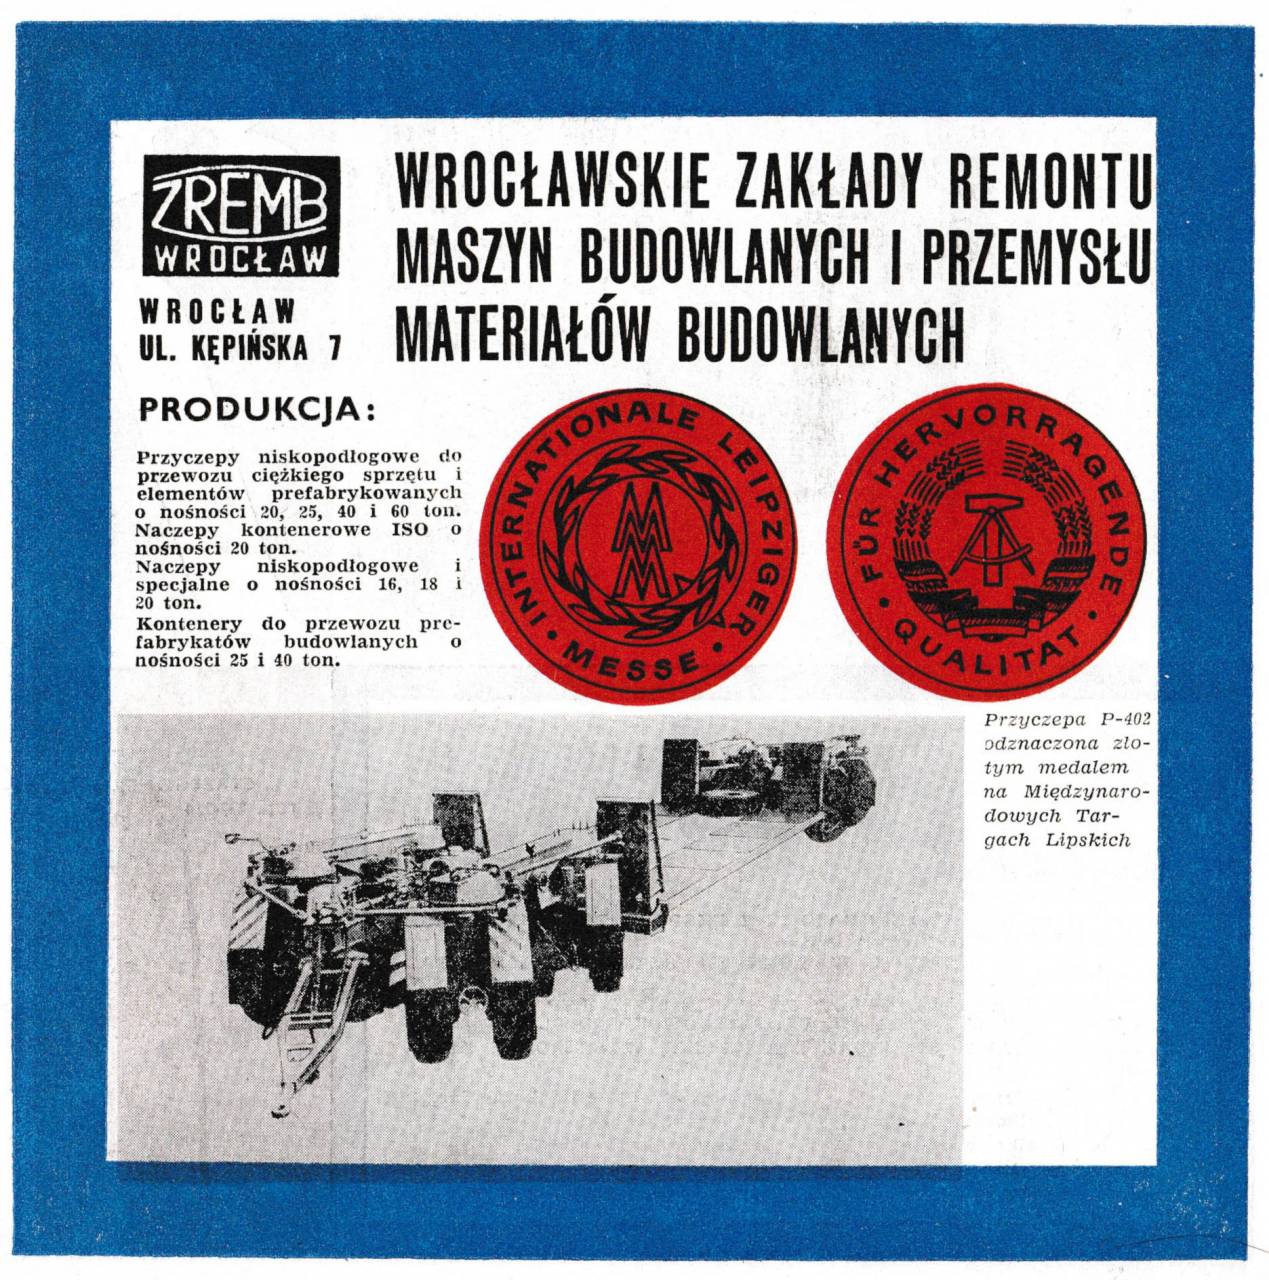 ZREMB
WROCŁAW
WROCŁAW
UL. KĘPIŃSKA 7
WROCŁAWSKIE ZAKŁADY REMONTU
MASZYN BUDOWLANYCH I PRZEMYSŁU
MATERIAŁÓW BUDOWLANYCH
PRODUKCJA:
Przyczepy niskopodłogowe do
przewozu ciężkiego sprzętu i
elementów prefabrykowanych
o nośności 20, 25, 40 i 60 ton.
Naczepy kontenerowe ISO o
nośności 20 ton.
Naczepy niskopodłogowe i
specjalne o nośności 16, 18 i
20 ton.
Kontenery do przewozu pre-
fabrykatów budowlanych o
nośności 25 i 40 ton.
INTERNATIONALE LEIPZIGER
• MESSE •
MM
FÜR HERVORRAGENDE
• QUALITAT •
Przyczepa P-402
odznaczona zło-
tym medalem
na Międzynaro-
dowych Tar-
gach Lipskich